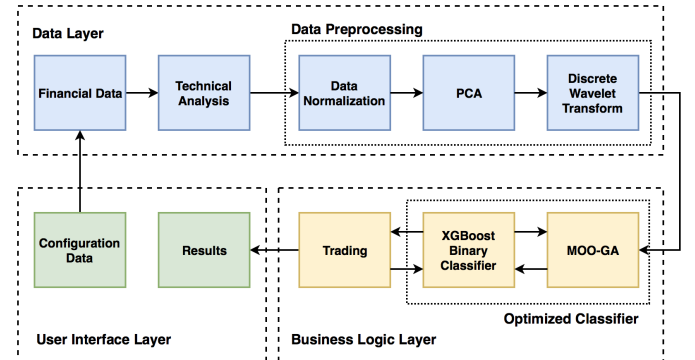 Data Layer
Data Preprocessing
Financial Data
Technical
Analysis
Data
Normalization
PCA
Discrete
Wavelet
Transform
Configuration
Data
Results
Trading
XGBoost
Binary
Classifier
MOO-GA
Optimized Classifier
User Interface Layer
Business Logic Layer